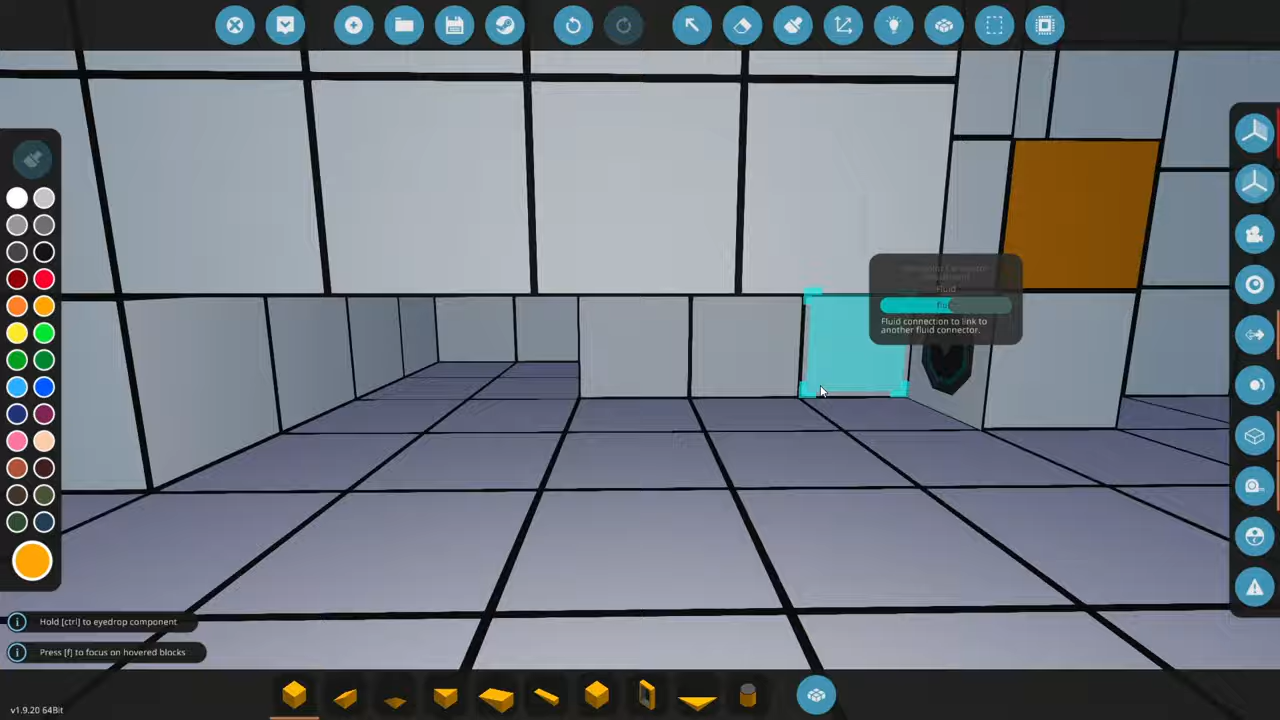 Fluid
Fluid connection to link to
another fluid connector.
Hold [ctrl] to eyedrop component
Press [f] to focus on hovered blocks
v1.9.20 64Bit